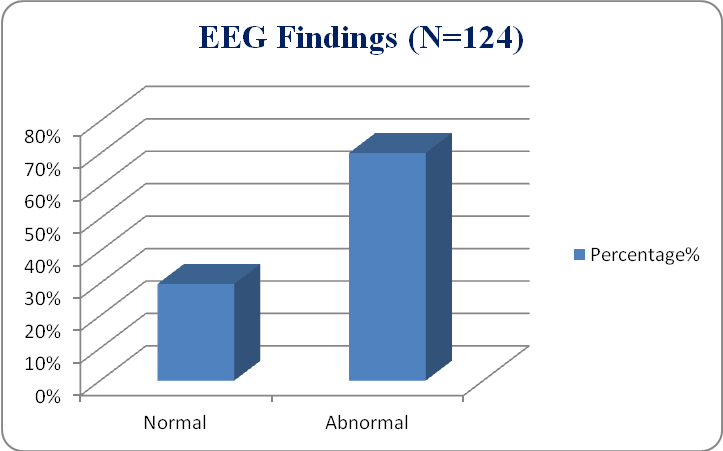 EEG Findings (N=124)
80%
70%
60%
50%
40%
30%
20%
10%
0%
Normal
Abnormal
Percentage%